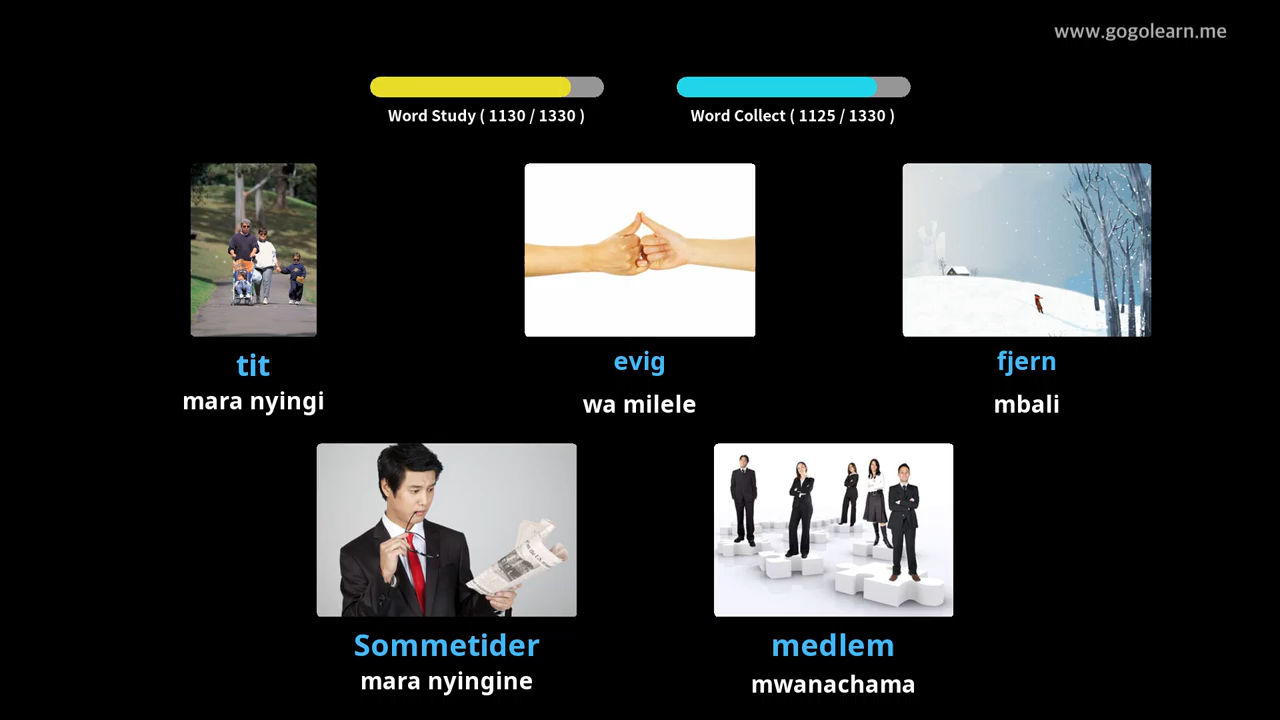 www.gogolearn.me
Word Study ( 1130 / 1330 )
Word Collect ( 1125 / 1330 )
tit
mara nyingi
evig
wa milele
fjern
mbali
Sommetider
mara nyingine
medlem
mwanachama